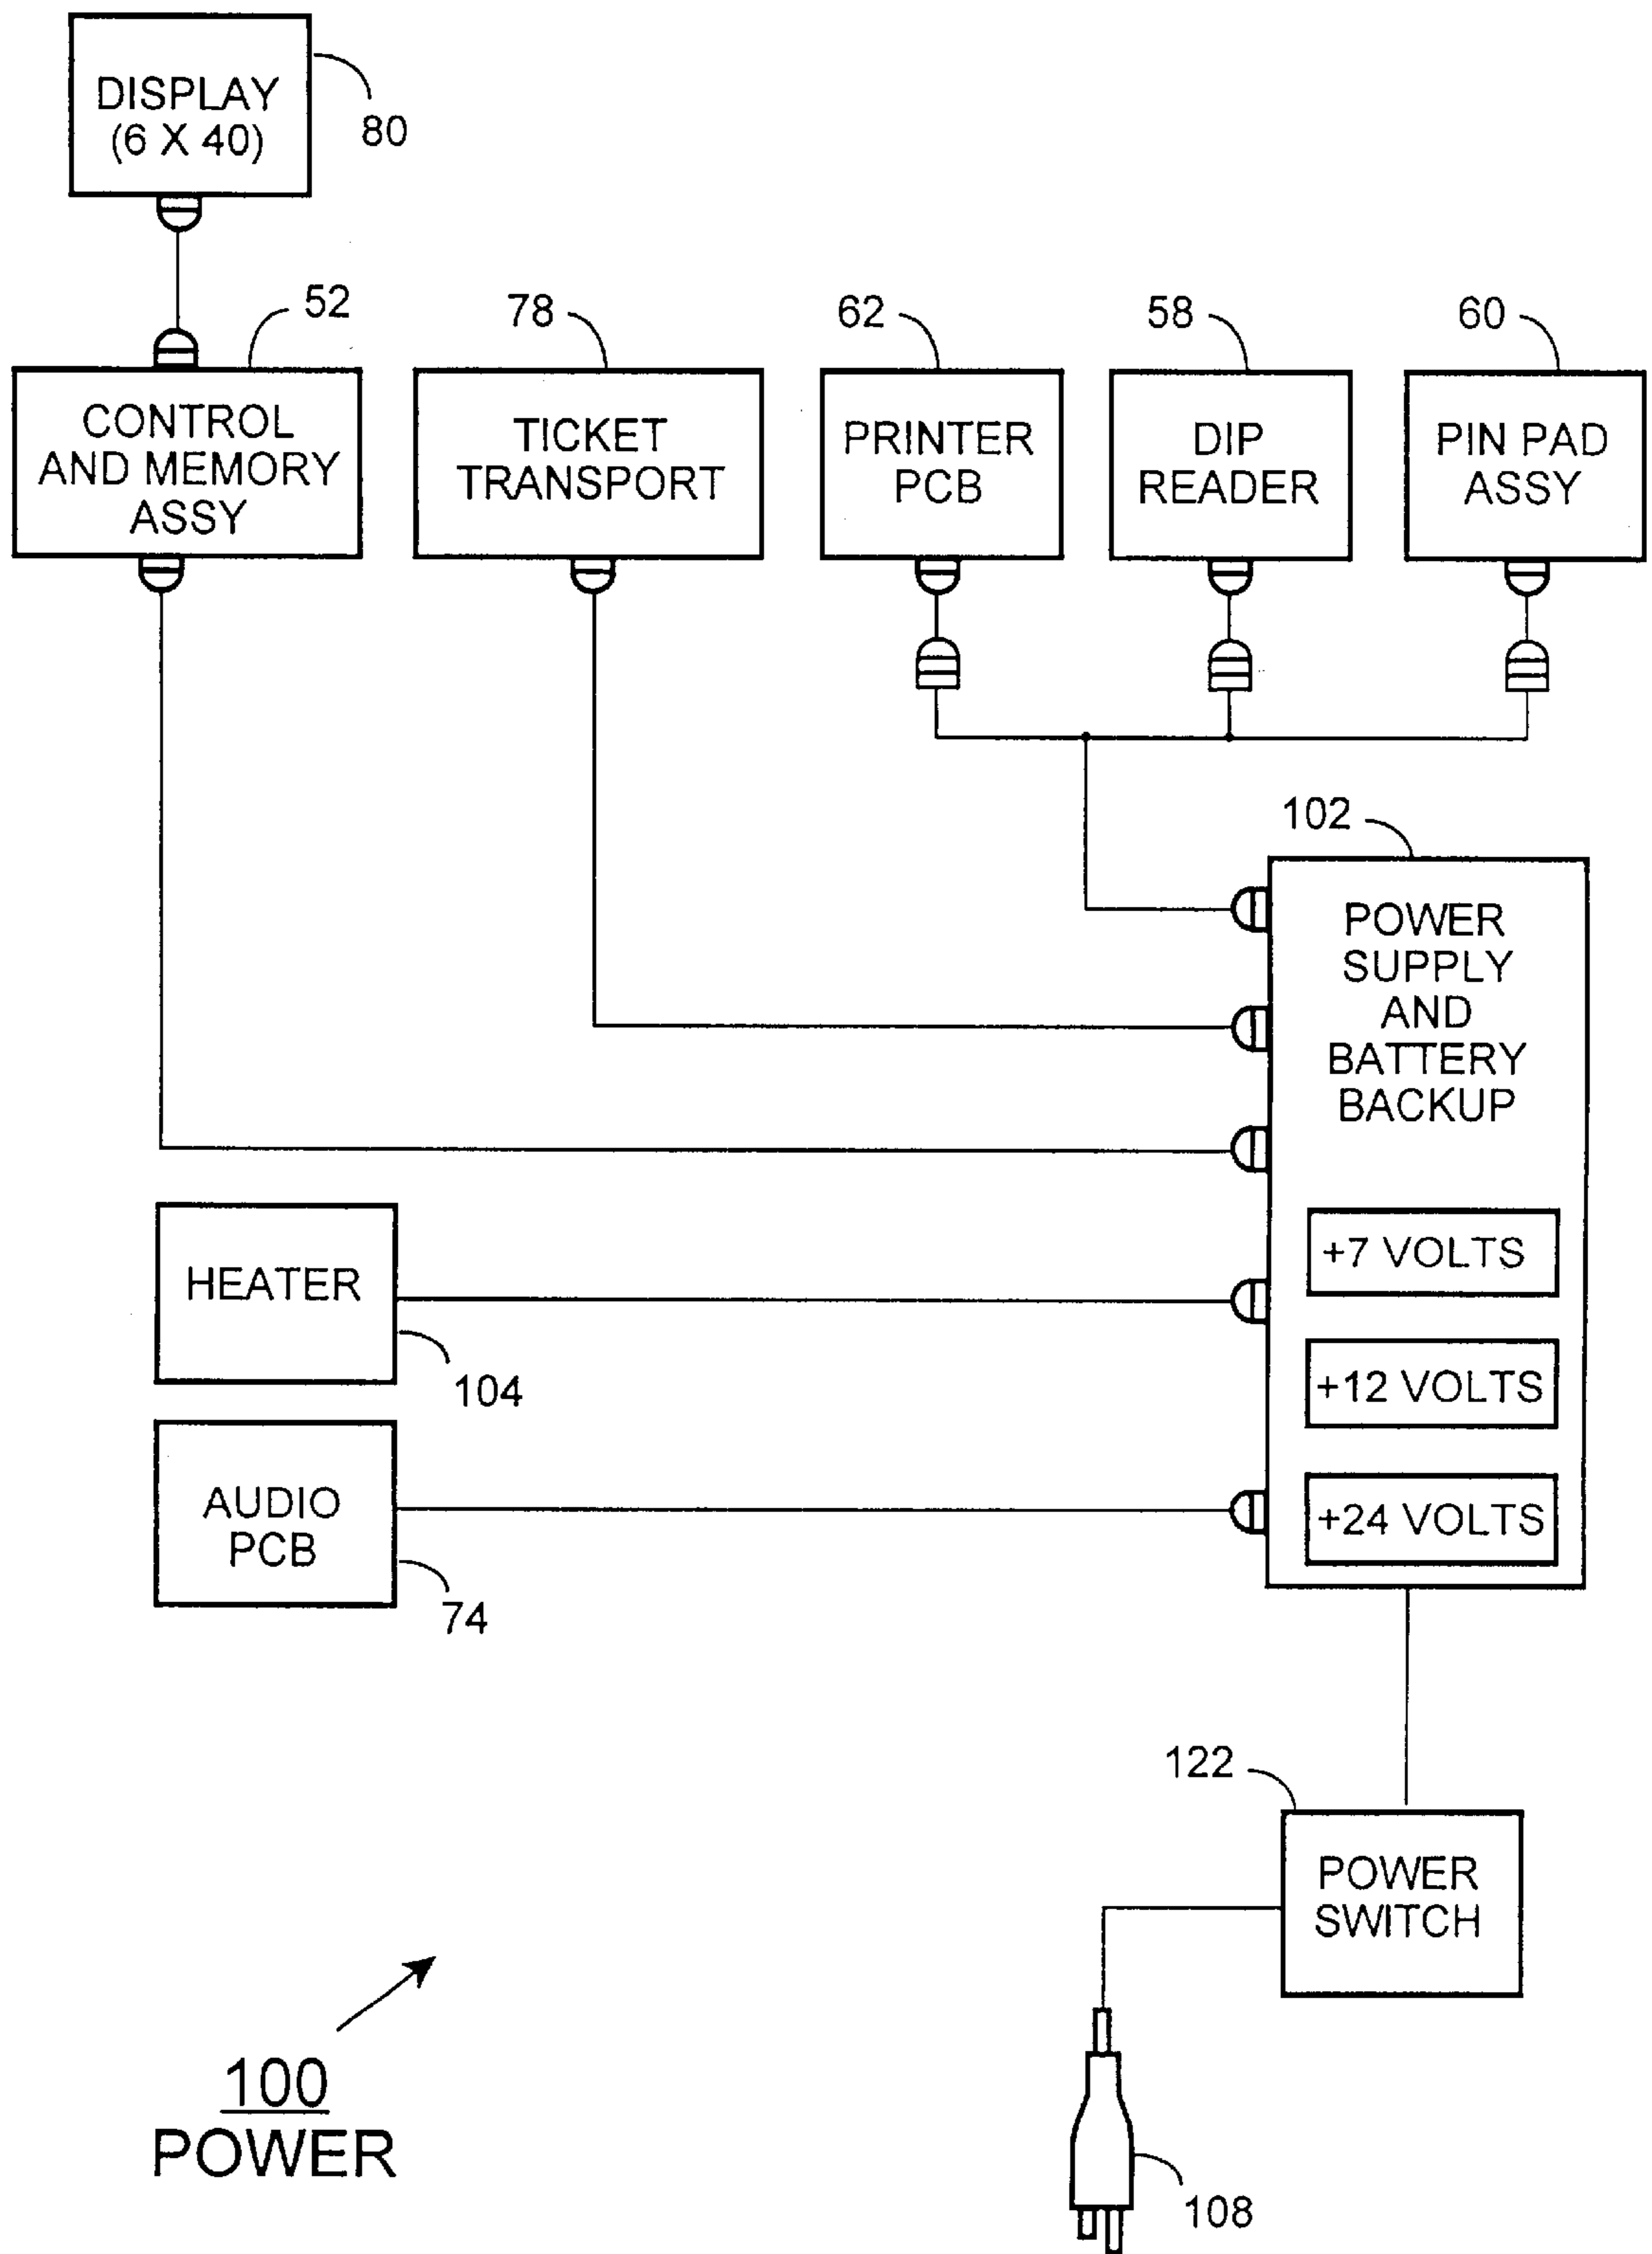 DISPLAY
(6 X 40)
80
52
78
62
58
60
CONTROL
AND MEMORY
ASSY
TICKET
TRANSPORT
PRINTER
PCB
DIP
READER
PIN PAD
ASSY
102
POWER
SUPPLY
AND
BATTERY
BACKUP
+7 VOLTS
HEATER
104
+12 VOLTS
AUDIO
PCB
74
+24 VOLTS
122
POWER
SWITCH
100
POWER
108